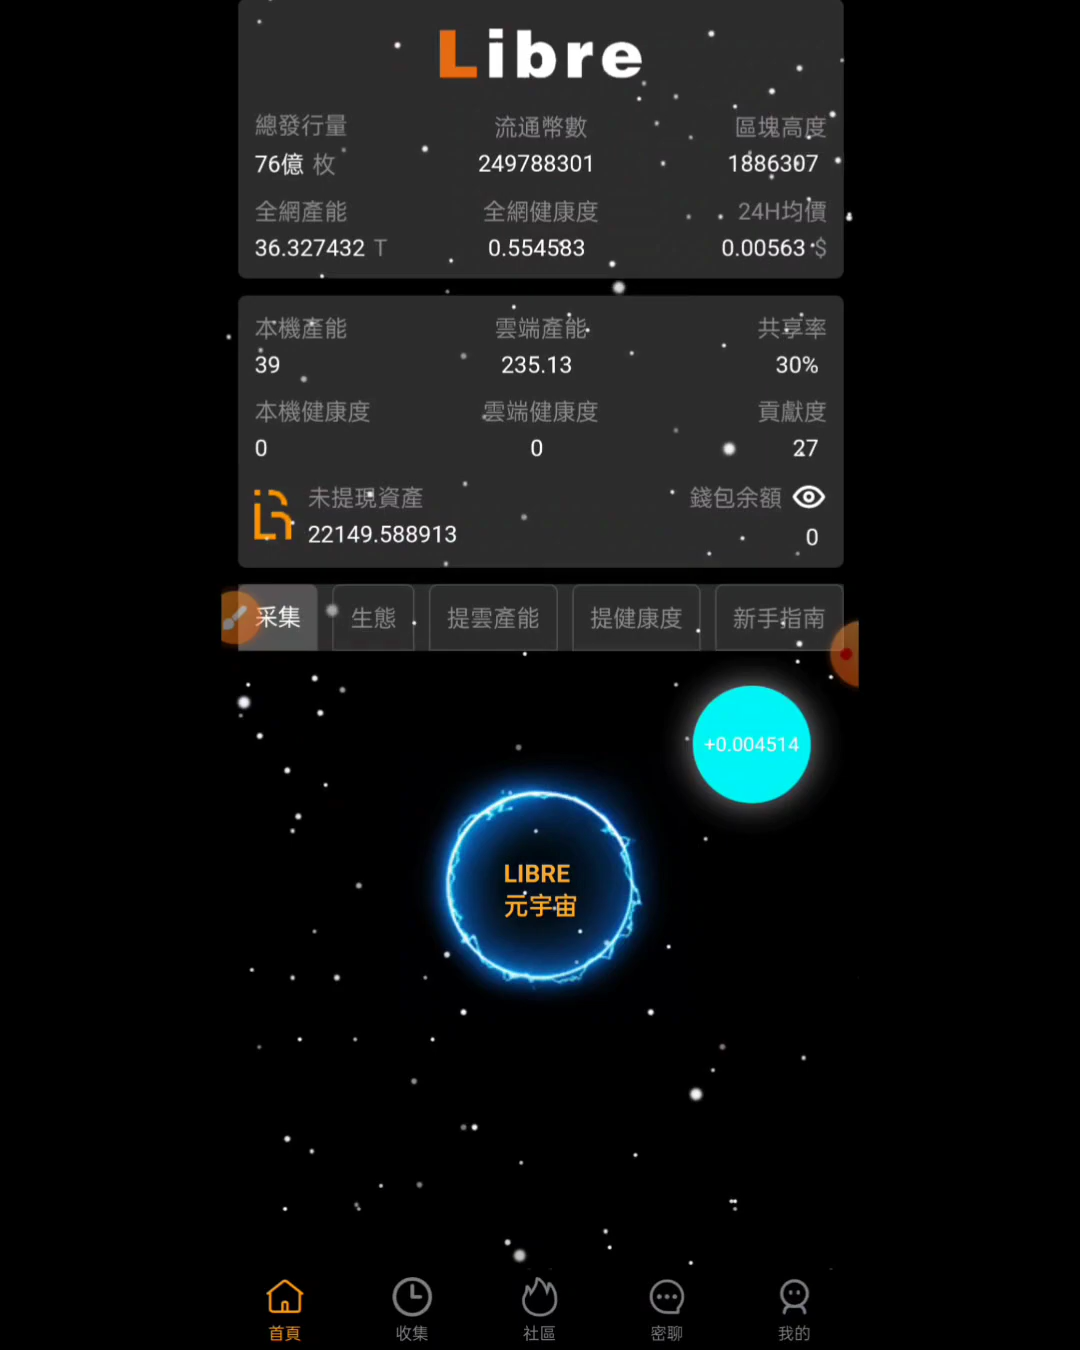 Libre
總發行量 流通幣數 區塊高度
76億 枚 249788301 1886307
全網產能 全網健康度 24H均價
36.327432 T 0.554583 0.00563 $
本機產能 雲端產能 共享率
39 235.13 30%
本機健康度 雲端健康度 貢獻度
0 0 27
未提現資產 錢包余額
22149.588913 0
采集 生態 提雲產能 提健康度 新手指南
+0.004514
LIBRE
元宇宙
首頁 收集 社區 密聊 我的